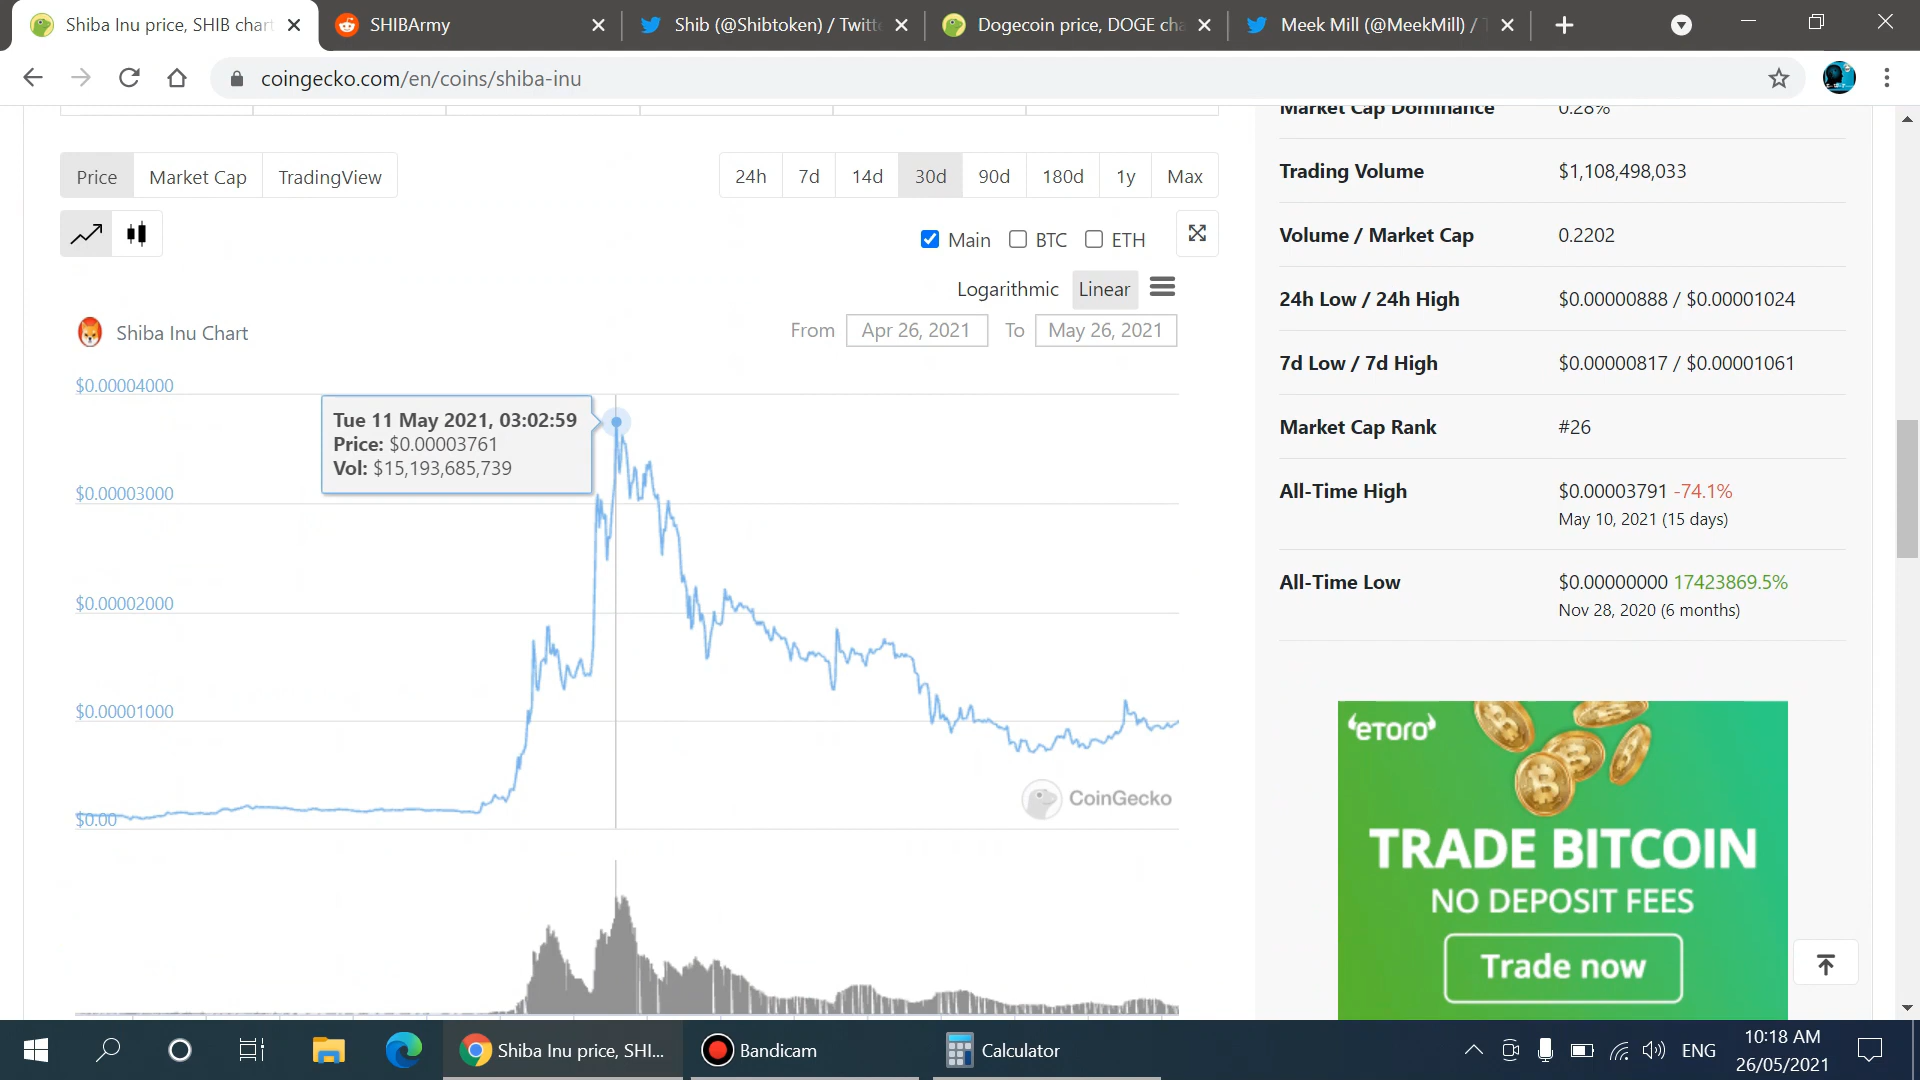 Shiba Inu price, SHIB chart
SHIBArmy
Shib (@Shibtoken) / Twitte
Dogecoin price, DOGE cha
Meek Mill (@MeekMill) / T
coingecko.com/en/coins/shiba-inu
Market Cap Dominance 0.28%
Price Market Cap TradingView
24h 7d 14d 30d 90d 180d 1y Max
Trading Volume $1,108,498,033
Main BTC ETH
Volume / Market Cap 0.2202
Logarithmic Linear
24h Low / 24h High $0.00000888 / $0.00001024
Shiba Inu Chart
From Apr 26, 2021 To May 26, 2021
7d Low / 7d High $0.00000817 / $0.00001061
$0.00004000
Tue 11 May 2021, 03:02:59
Price: $0.00003761
Vol: $15,193,685,739
Market Cap Rank #26
$0.00003000
All-Time High $0.00003791 -74.1%
May 10, 2021 (15 days)
All-Time Low $0.00000000 17423869.5%
Nov 28, 2020 (6 months)
$0.00002000
$0.00001000
$0.00
CoinGecko
eToro
TRADE BITCOIN
NO DEPOSIT FEES
Trade now
Shiba Inu price, SHI...
Bandicam
Calculator
ENG
10:18 AM
26/05/2021